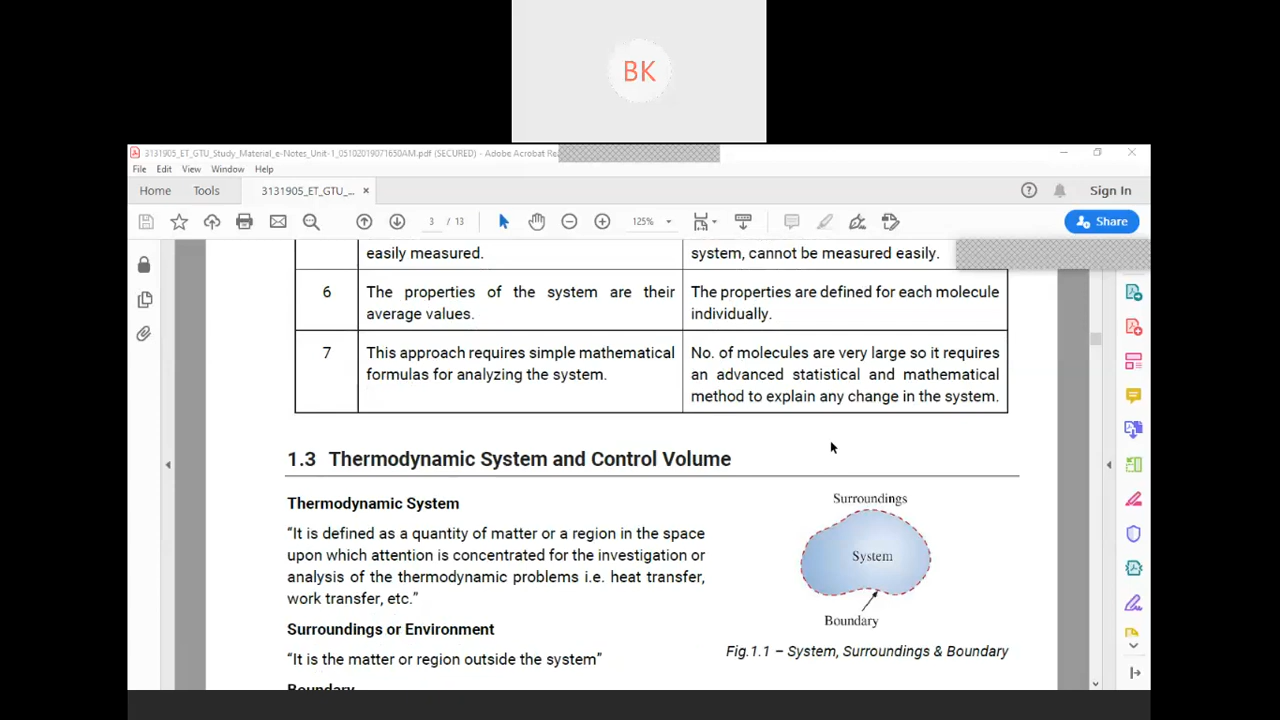 BK
3131905_ET_GTU_Study_Material_e-Notes_Unit-1_05102019071650AM.pdf (SECURED) - Adobe Acrobat Re
File Edit View Window Help
Home Tools 3131905_ET_GTU_... × Sign In
3 / 13 125% Share
easily measured. system, cannot be measured easily.
6 The properties of the system are their The properties are defined for each molecule
average values. individually.
7 This approach requires simple mathematical No. of molecules are very large so it requires
formulas for analyzing the system. an advanced statistical and mathematical
method to explain any change in the system.
1.3 Thermodynamic System and Control Volume
Thermodynamic System
“It is defined as a quantity of matter or a region in the space
upon which attention is concentrated for the investigation or
analysis of the thermodynamic problems i.e. heat transfer,
work transfer, etc.”
Surroundings or Environment
“It is the matter or region outside the system”
Boundary
Surroundings
System
Boundary
Fig.1.1 – System, Surroundings & Boundary